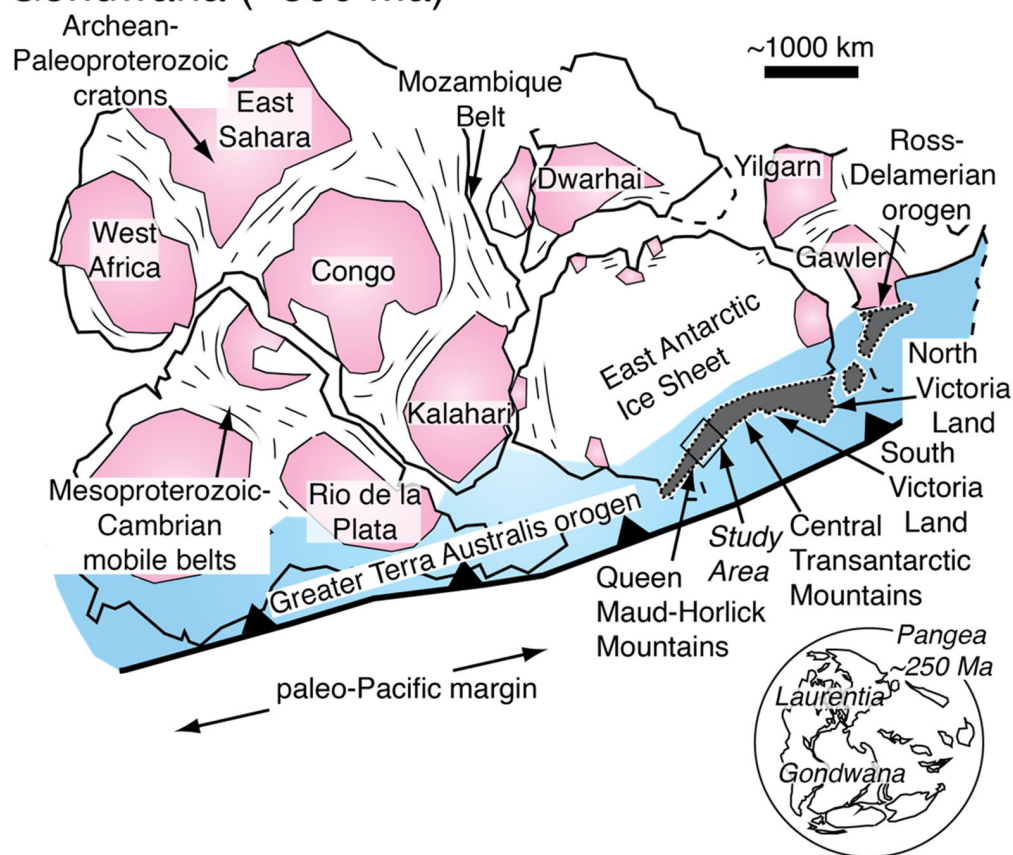 Archean-
Paleoproterozoic
cratons
East
Sahara
Mozambique
Belt
~1000 km
Dwarhai
Yilgarn
Ross-
Delamerian
orogen
West
Africa
Congo
Gawler
East Antarctic
Ice Sheet
Kalahari
North
Victoria
Land
South
Victoria
Land
Mesoproterozoic-
Cambrian
mobile belts
Rio de la
Plata
Greater Terra Australis orogen
Study
Area
Central
Transantarctic
Mountains
Queen
Maud-Horlick
Mountains
paleo-Pacific margin
Pangea
250 Ma
Laurentia
Gondwana